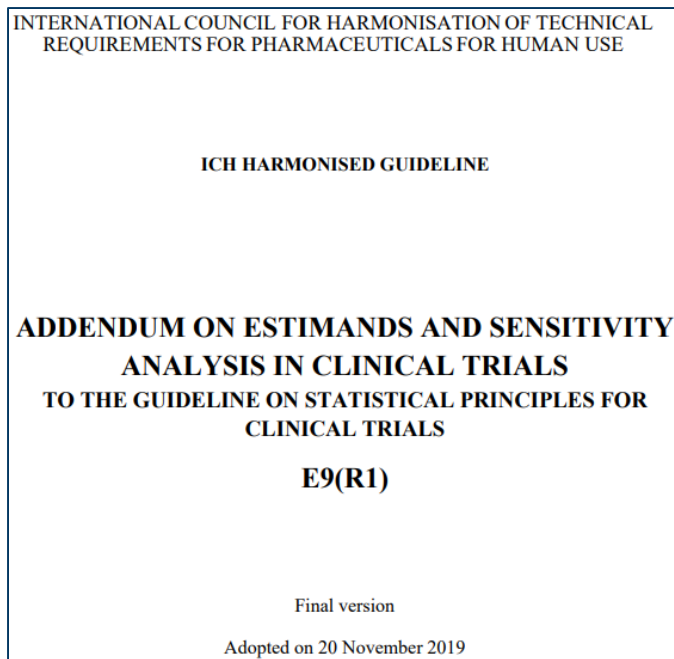 INTERNATIONAL COUNCIL FOR HARMONISATION OF TECHNICAL
REQUIREMENTS FOR PHARMACEUTICALS FOR HUMAN USE
ICH HARMONISED GUIDELINE
ADDENDUM ON ESTIMANDS AND SENSITIVITY
ANALYSIS IN CLINICAL TRIALS
TO THE GUIDELINE ON STATISTICAL PRINCIPLES FOR
CLINICAL TRIALS
E9(R1)
Final version
Adopted on 20 November 2019